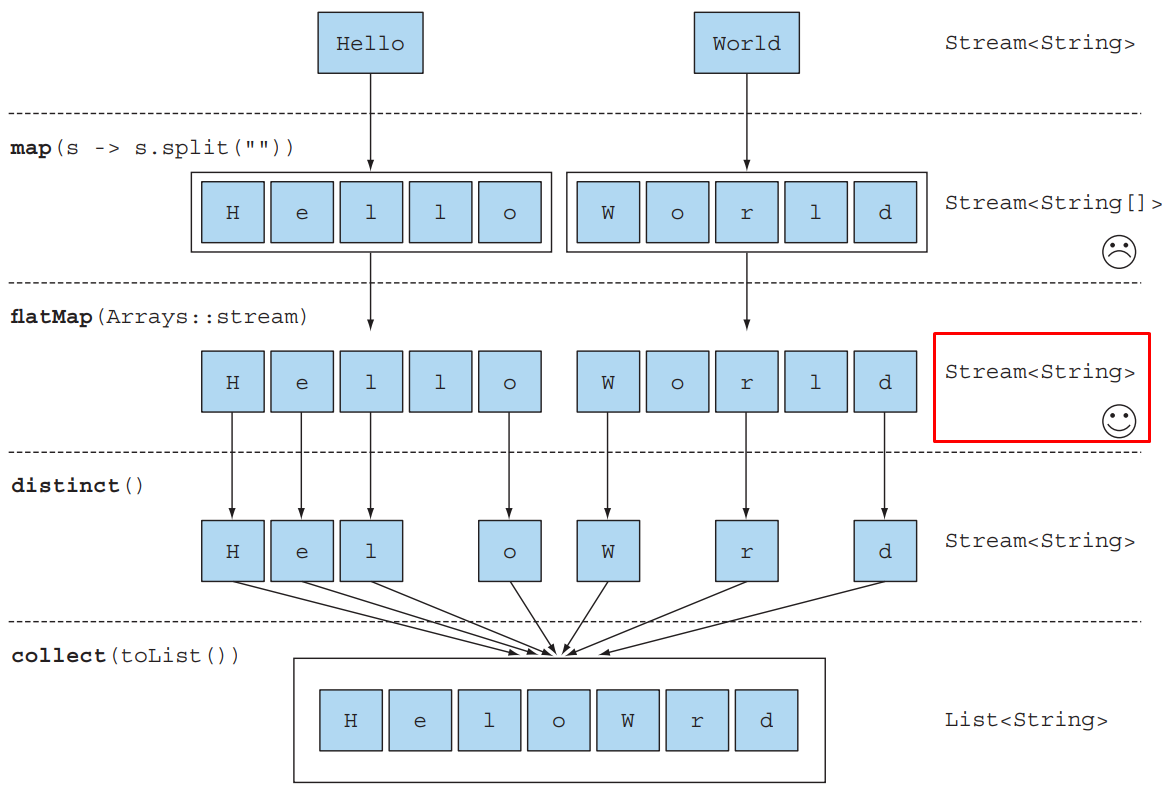 Hello World Stream<String>
map(s -> s.split(""))
H e l l o W o r l d Stream<String[]>
flatMap(Arrays::stream)
H e l l o W o r l d Stream<String>
distinct()
H e l o W r d Stream<String>
collect(toList())
H e l o W r d List<String>